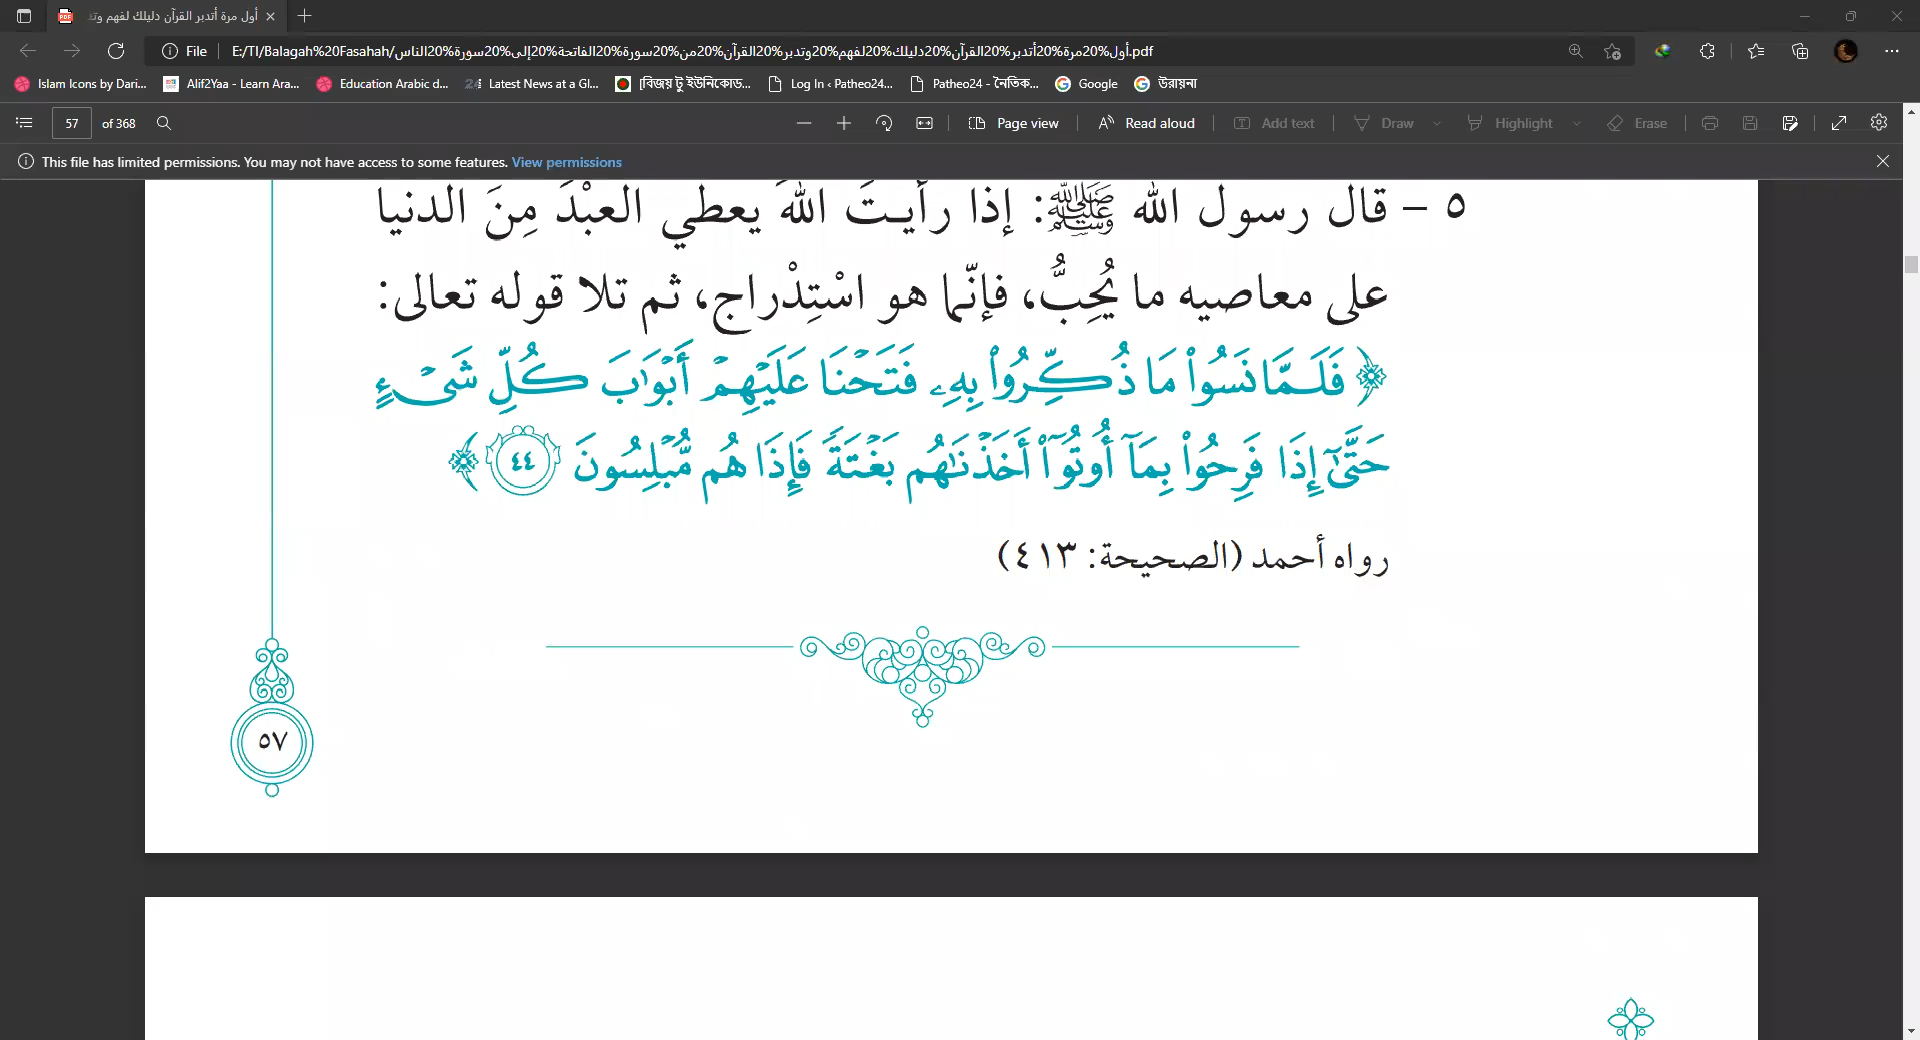 أول مرة أتدبر القرآن دليلك لفهم وتد
File
E:/TI/Balagah%20Fasahah/أول%20مرة%20أتدبر%20القرآن%20دليلك%20لفهم%20وتدبر%20القرآن%20من%20سورة%20الفاتحة%20إلى%20سورة%20الناس.pdf
Islam Icons by Dari...
Alif2Yaa - Learn Ara...
Education Arabic d...
Latest News at a Gl...
[বিজয় টু ইউনিকোড...
Log In ‹ Patheo24...
Patheo24 - নৈতিক...
Google
উরায়না
57 of 368
Page view
Read aloud
Add text
Draw
Highlight
Erase
This file has limited permissions. You may not have access to some features. View permissions
٥ – قال رسول الله ﷺ: إذا رأيتَ اللهَ يعطي العبْدَ مِنَ الدنيا
على معاصيه ما يُحِبُّ، فإنّما هو اسْتِدْراج، ثم تلا قوله تعالى:
﴿ فَلَمَّا نَسُوا۟ مَا ذُكِّرُوا۟ بِهِۦ فَتَحْنَا عَلَيْهِمْ أَبْوَٰبَ كُلِّ شَىْءٍ
حَتَّىٰٓ إِذَا فَرِحُوا۟ بِمَآ أُوتُوٓا۟ أَخَذْنَـٰهُم بَغْتَةً فَإِذَا هُم مُّبْلِسُونَ ٤٤ ﴾
رواه أحمد (الصحيحة: ٤١٣)
٥٧